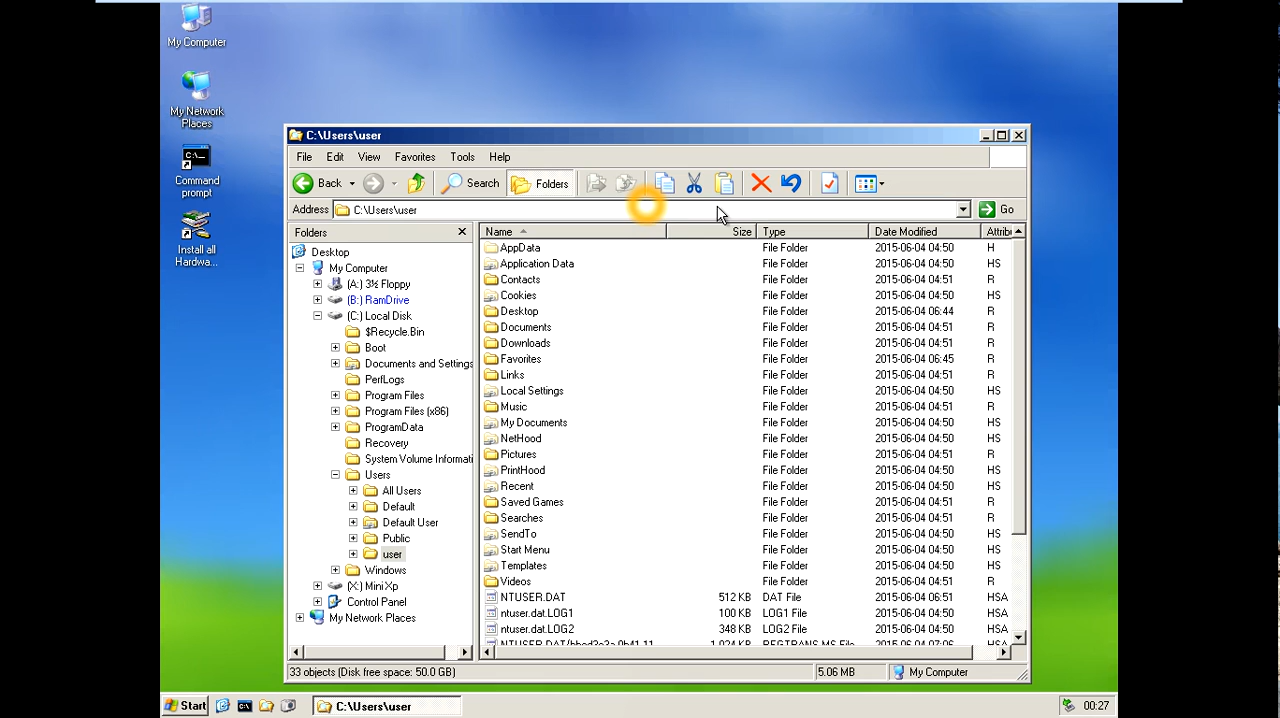 My Computer
My Network
Places
Command
prompt
Install all
Hardwa...
C:\Users\user
File Edit View Favorites Tools Help
Back Search Folders
Address C:\Users\user Go
Folders
Desktop
My Computer
(A:) 3½ Floppy
(B:) RamDrive
(C:) Local Disk
$Recycle.Bin
Boot
Documents and Settings
PerfLogs
Program Files
Program Files (x86)
ProgramData
Recovery
System Volume Informati
Users
All Users
Default
Default User
Public
user
Windows
(X:) MiniXp
Control Panel
My Network Places
Name Size Type Date Modified Attribu
AppData File Folder 2015-06-04 04:50 H
Application Data File Folder 2015-06-04 04:50 HS
Contacts File Folder 2015-06-04 04:51 R
Cookies File Folder 2015-06-04 04:50 HS
Desktop File Folder 2015-06-04 06:44 R
Documents File Folder 2015-06-04 04:51 R
Downloads File Folder 2015-06-04 04:51 R
Favorites File Folder 2015-06-04 06:45 R
Links File Folder 2015-06-04 04:51 R
Local Settings File Folder 2015-06-04 04:50 HS
Music File Folder 2015-06-04 04:51 R
My Documents File Folder 2015-06-04 04:50 HS
NetHood File Folder 2015-06-04 04:50 HS
Pictures File Folder 2015-06-04 04:51 R
PrintHood File Folder 2015-06-04 04:50 HS
Recent File Folder 2015-06-04 04:50 HS
Saved Games File Folder 2015-06-04 04:51 R
Searches File Folder 2015-06-04 04:51 R
SendTo File Folder 2015-06-04 04:50 HS
Start Menu File Folder 2015-06-04 04:50 HS
Templates File Folder 2015-06-04 04:50 HS
Videos File Folder 2015-06-04 04:51 R
NTUSER.DAT 512 KB DAT File 2015-06-04 06:51 HSA
ntuser.dat.LOG1 100 KB LOG1 File 2015-06-04 04:50 HSA
ntuser.dat.LOG2 348 KB LOG2 File 2015-06-04 04:50 HSA
33 objects (Disk free space: 50.0 GB) 5.06 MB My Computer
Start C:\Users\user 00:27